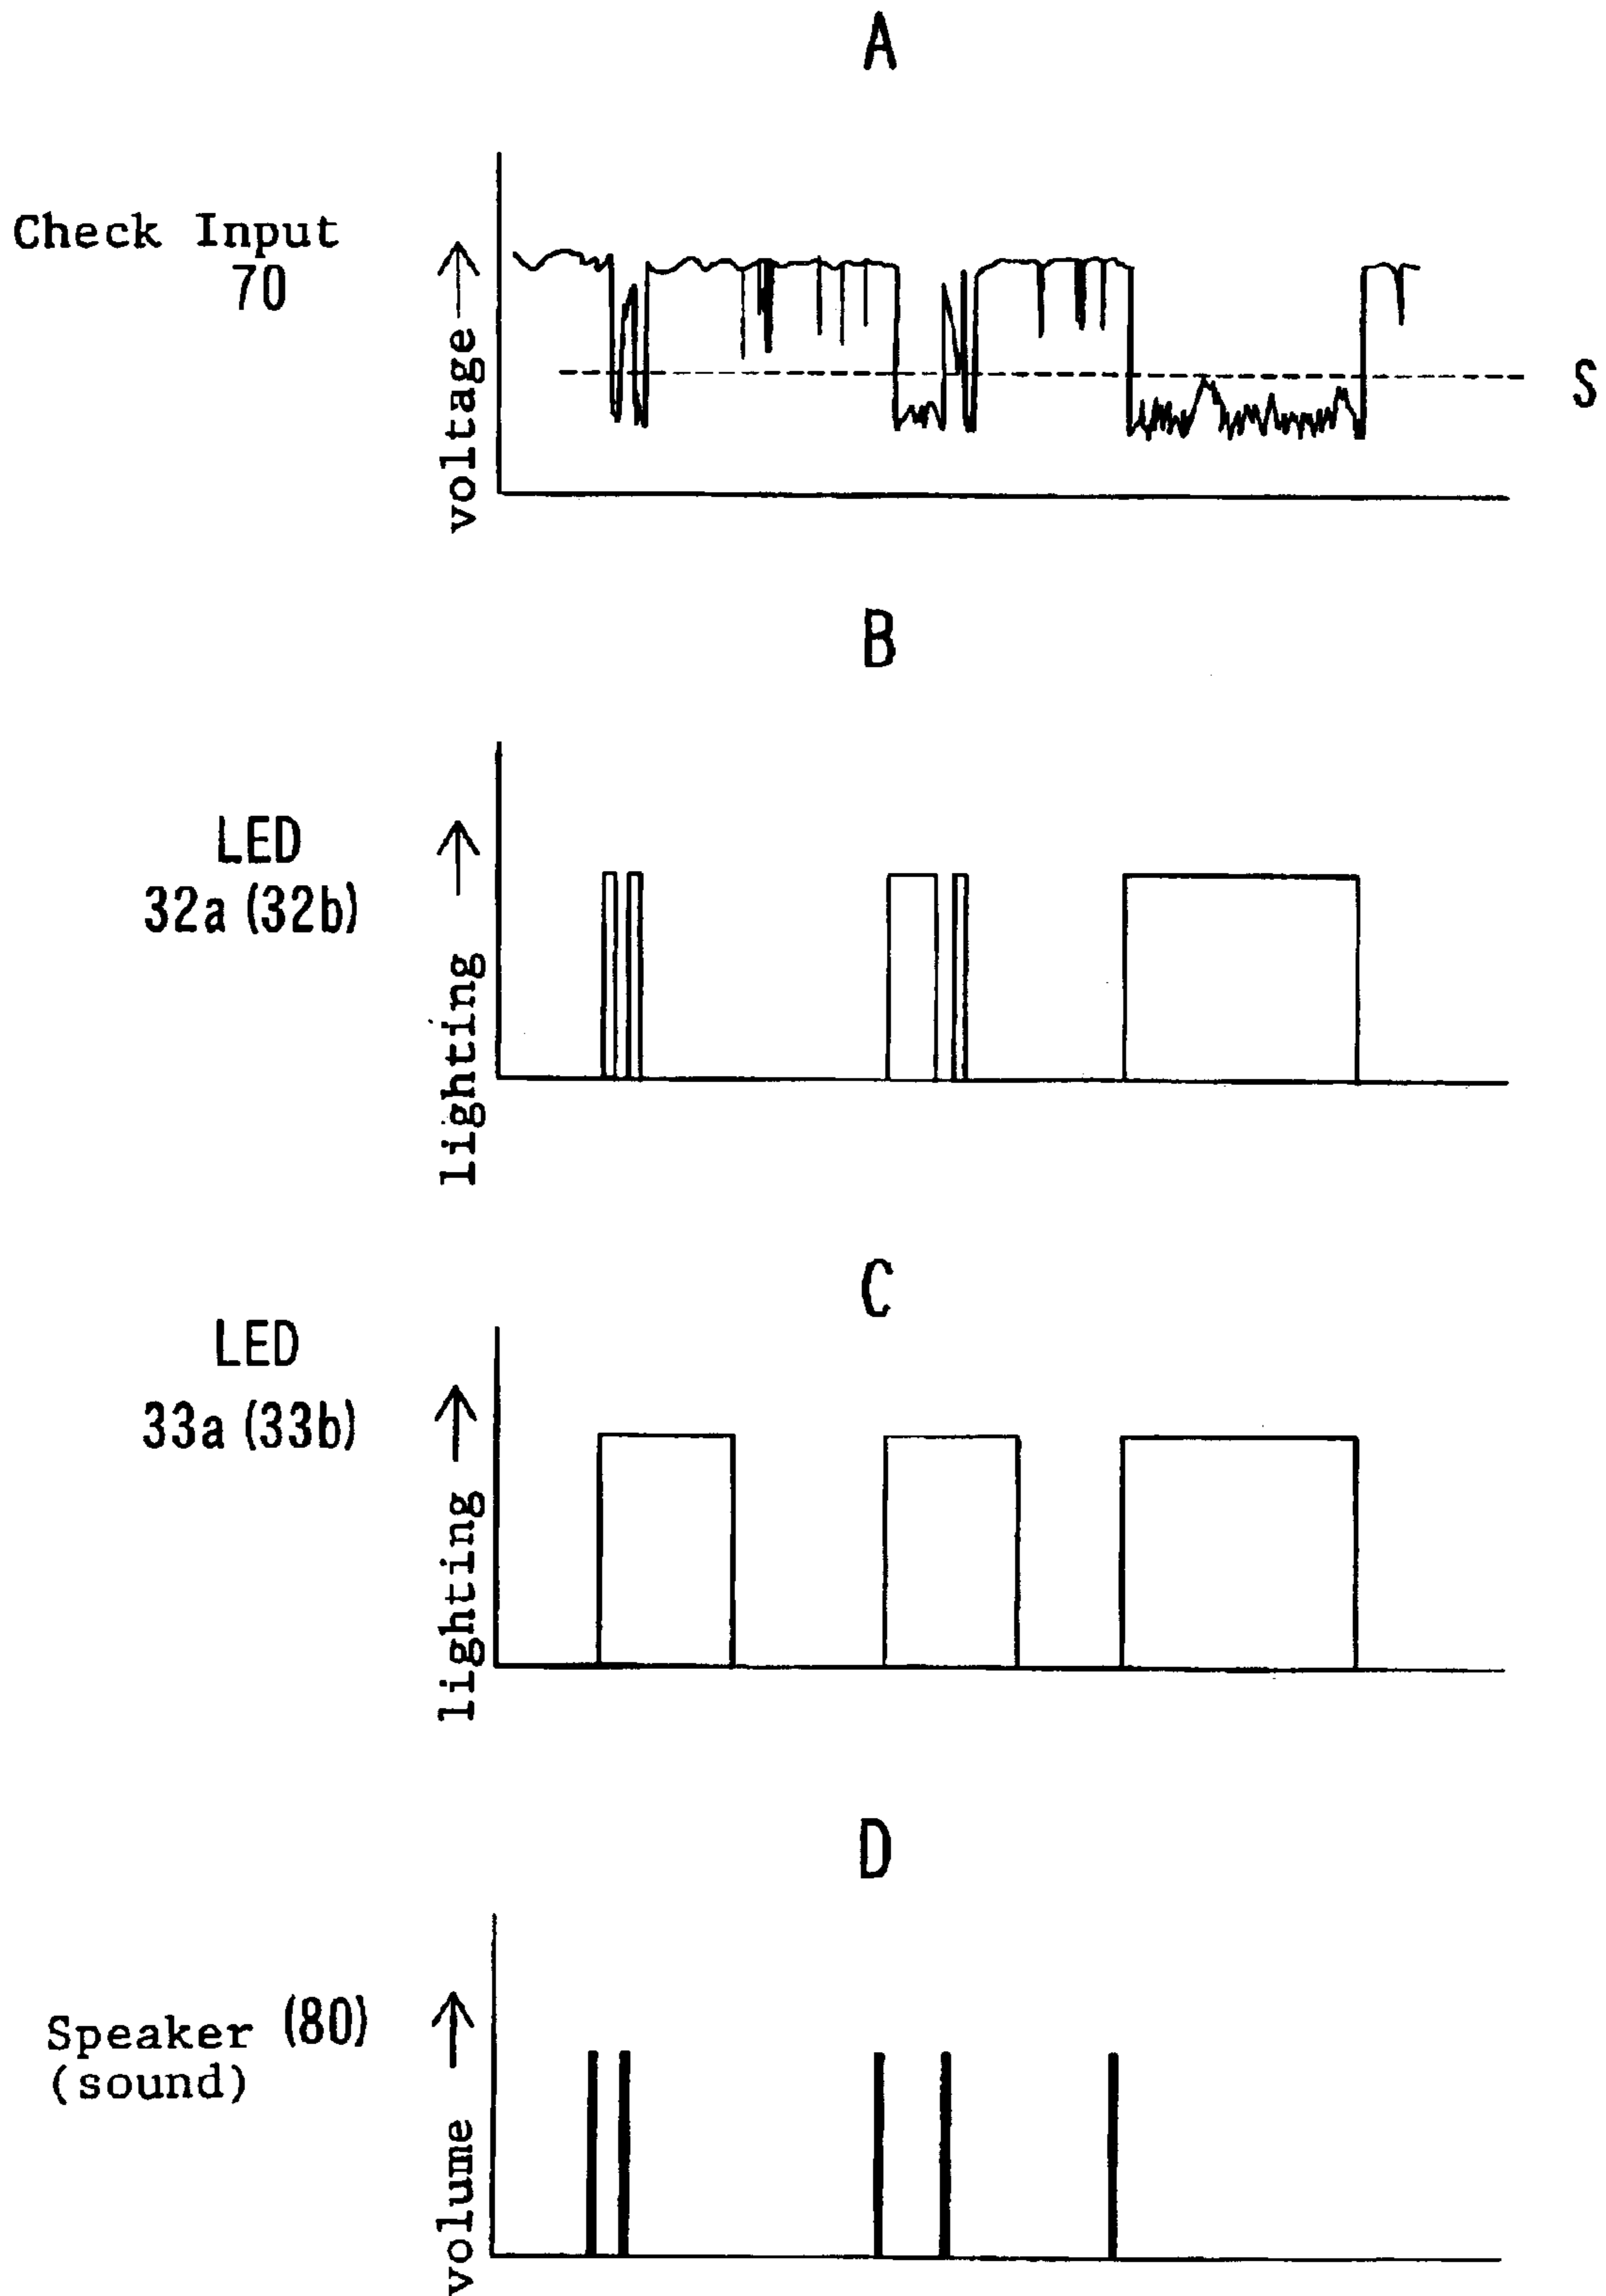 A
Check Input
70
voltage
S
B
LED
32a (32b)
lighting
C
LED
33a (33b)
lighting
D
Speaker (80)
(sound)
volume